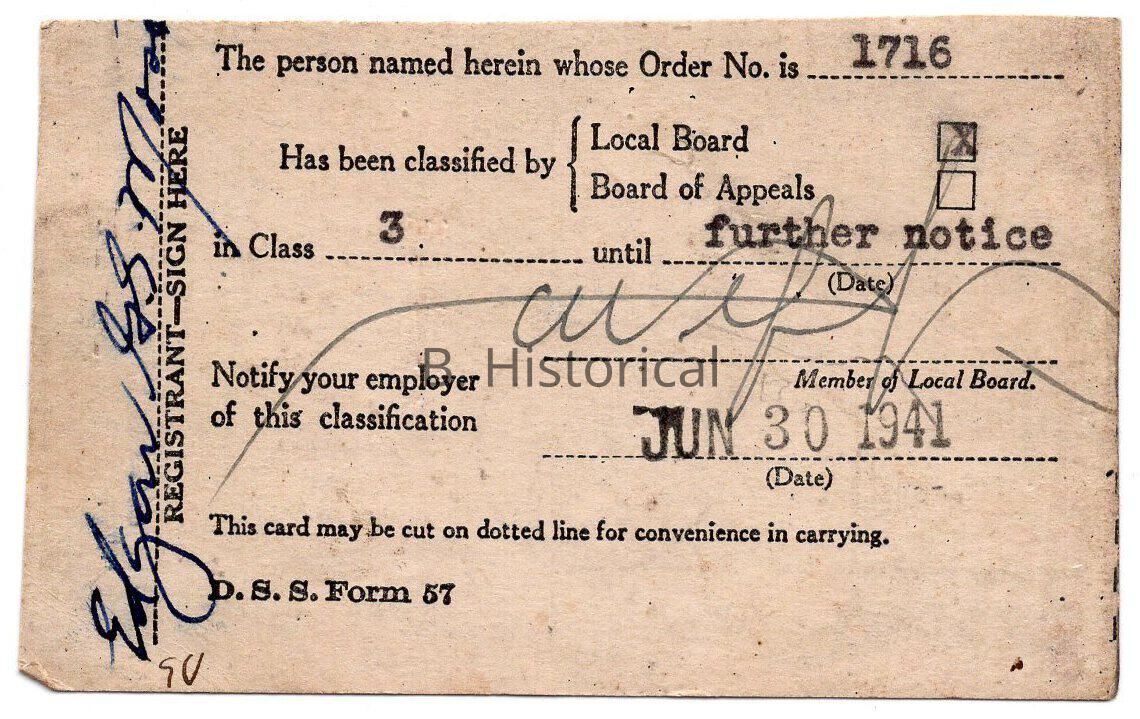 The person named herein whose Order No. is 1716
Has been classified by { Local Board X
Board of Appeals
in Class 3 until further notice
(Date)
Member of Local Board.
Notify your employer
of this classification
JUN 30 1941
(Date)
This card may be cut on dotted line for convenience in carrying.
D. S. S. Form 57
REGISTRANT—SIGN HERE
Edgar
B Historical